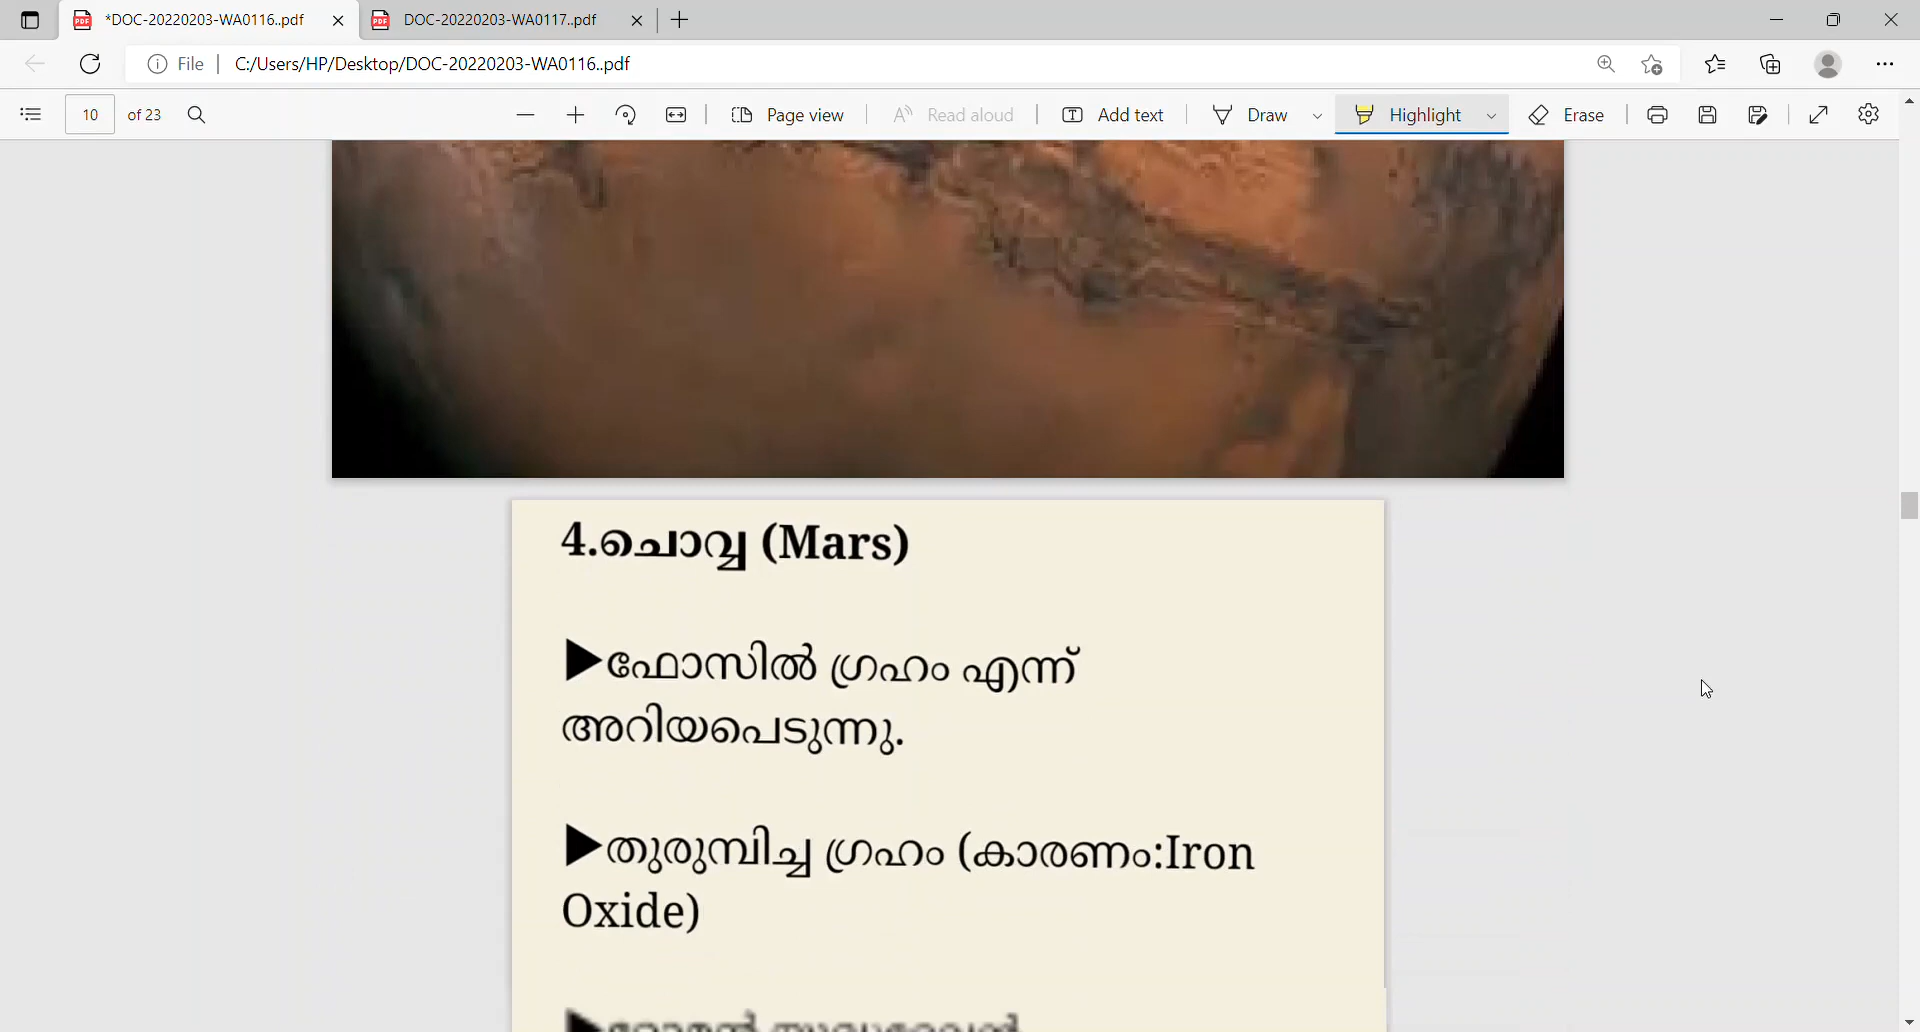 *DOC-20220203-WA0116..pdf
DOC-20220203-WA0117..pdf
File
C:/Users/HP/Desktop/DOC-20220203-WA0116..pdf
10 of 23
Page view
Read aloud
Add text
Draw
Highlight
Erase
4.ചൊവ്വ (Mars)
▶ഫോസിൽ ഗ്രഹം എന്ന്
അറിയപെടുന്നു.
▶തുരുമ്പിച്ച ഗ്രഹം (കാരണം:Iron
Oxide)